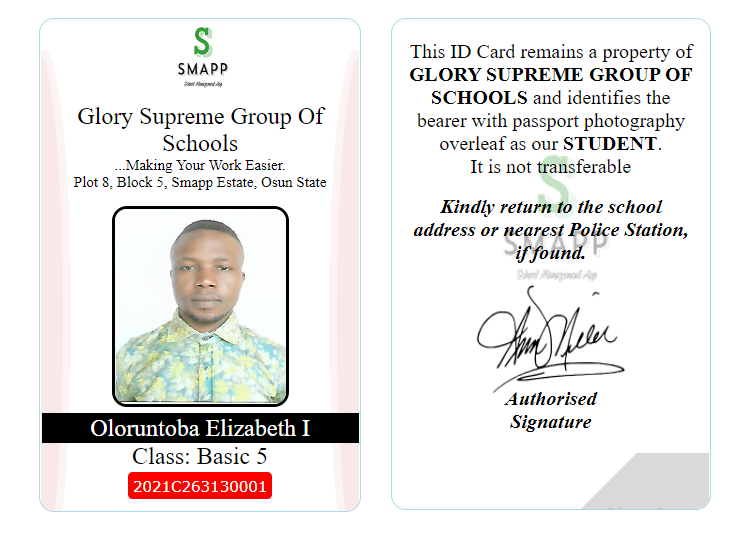 S
SMAPP
School Management App
Glory Supreme Group Of
Schools
...Making Your Work Easier.
Plot 8, Block 5, Smapp Estate, Osun State
Oloruntoba Elizabeth I
Class: Basic 5
2021C263130001
This ID Card remains a property of
GLORY SUPREME GROUP OF
SCHOOLS and identifies the
bearer with passport photography
overleaf as our STUDENT.
It is not transferable
Kindly return to the school
address or nearest Police Station,
if found.
S
SMAPP
School Management App
Authorised
Signature